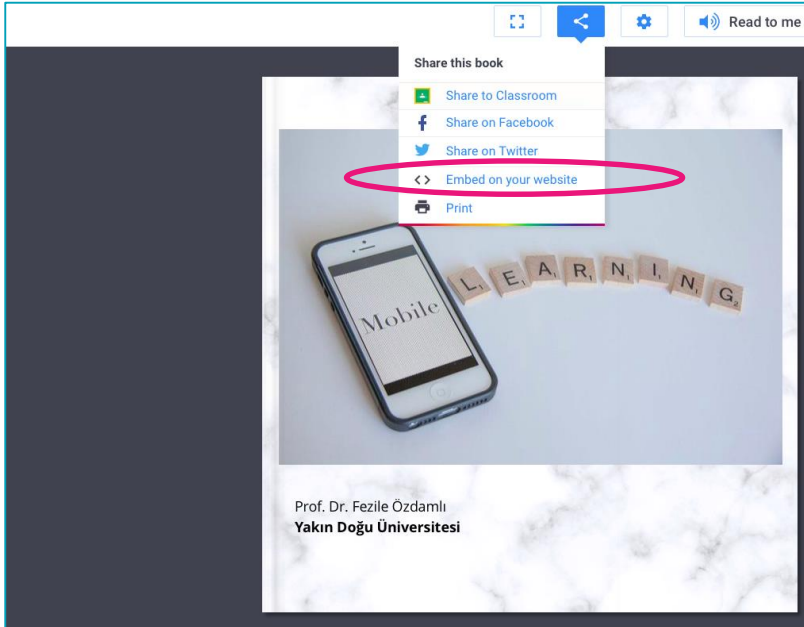 Read to me
Share this book
Share to Classroom
Share on Facebook
Share on Twitter
Embed on your website
Print
Mobile
LEARNING
Prof. Dr. Fezile Özdamlı
Yakın Doğu Üniversitesi